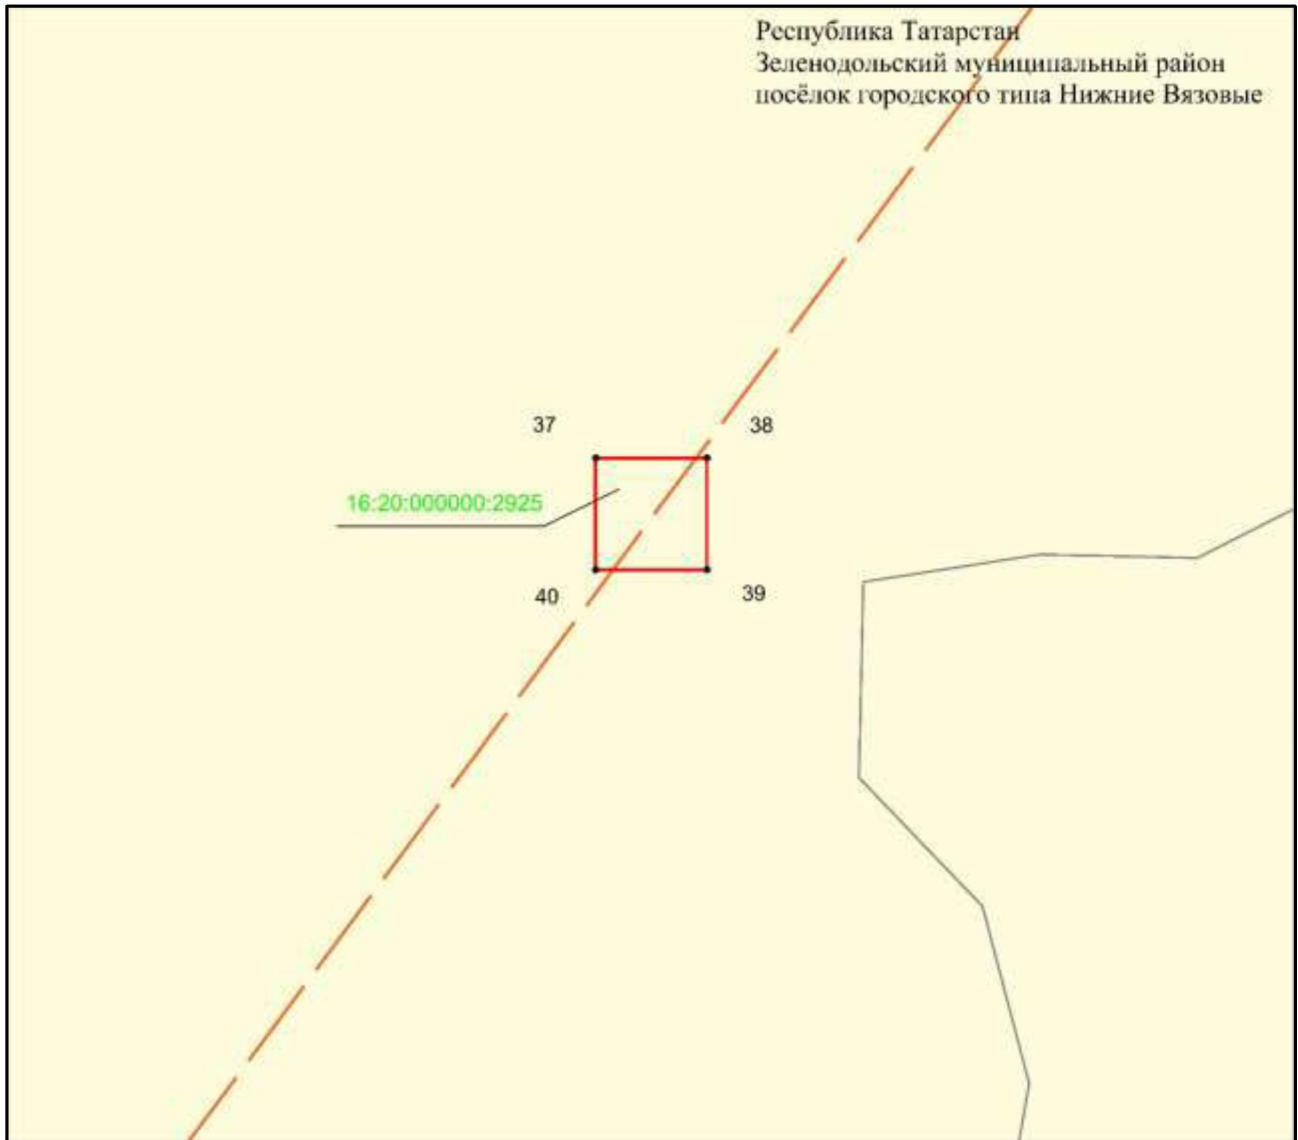 Республика Татарстан
Зеленодольский муниципальный район
посёлок городского типа Нижние Вязовые
37
38
16:20:000000:2925
40
39